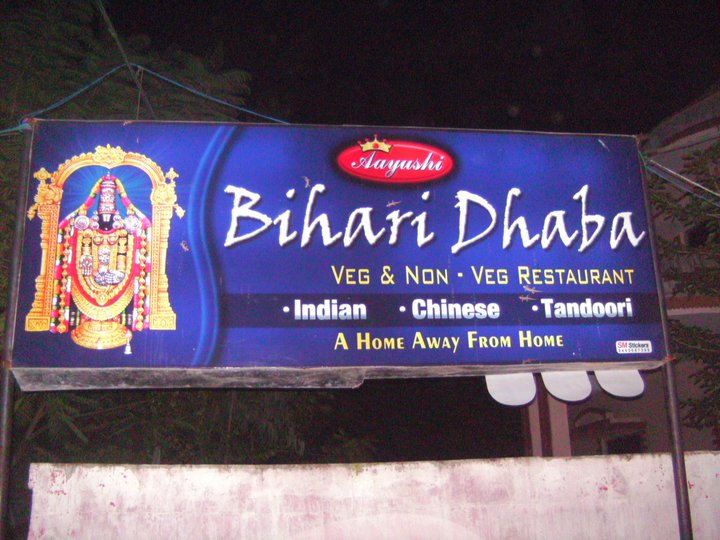 Aayushi
Bihari Dhaba
VEG & NON - VEG RESTAURANT
· Indian · Chinese · Tandoori
A HOME AWAY FROM HOME
SM Stickers